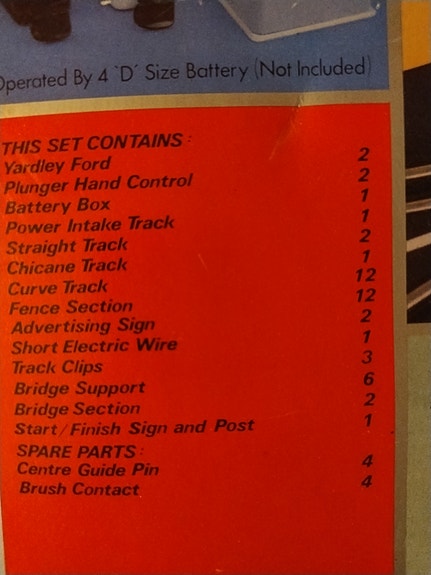 Operated By 4 `D´ Size Battery (Not Included)
THIS SET CONTAINS:
Yardley Ford 2
Plunger Hand Control 2
Battery Box 1
Power Intake Track 1
Straight Track 2
Chicane Track 1
Curve Track 12
Fence Section 12
Advertising Sign 2
Short Electric Wire 1
Track Clips 3
Bridge Support 6
Bridge Section 2
Start/Finish Sign and Post 1
SPARE PARTS:
Centre Guide Pin 4
Brush Contact 4